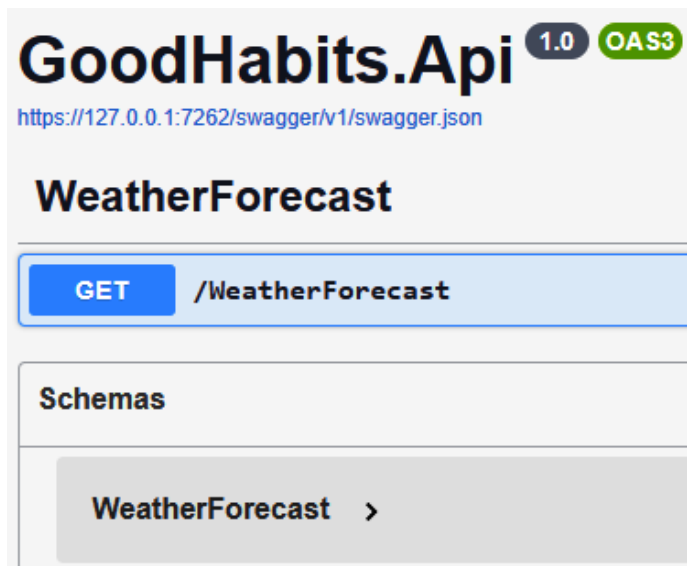 GoodHabits.Api 1.0 OAS3
https://127.0.0.1:7262/swagger/v1/swagger.json
WeatherForecast
GET /WeatherForecast
Schemas
WeatherForecast >